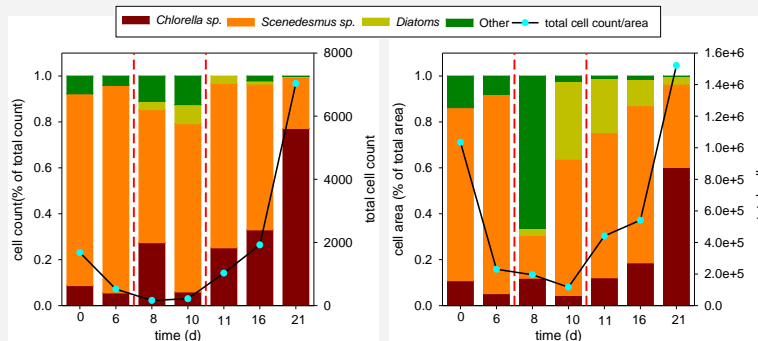 Chlorella sp. Scenedesmus sp. Diatoms Other total cell count/area
cell count(% of total count)
1.0
0.8
0.6
0.4
0.2
0.0
0 6 8 10 11 16 21
time (d)
8000
6000
4000
2000
0
total cell count
cell area (% of total area)
1.0
0.8
0.6
0.4
0.2
0.0
0 6 8 10 11 16 21
time (d)
1.6e+6
1.4e+6
1.2e+6
1.0e+6
8.0e+5
6.0e+5
4.0e+5
2.0e+5
0.0